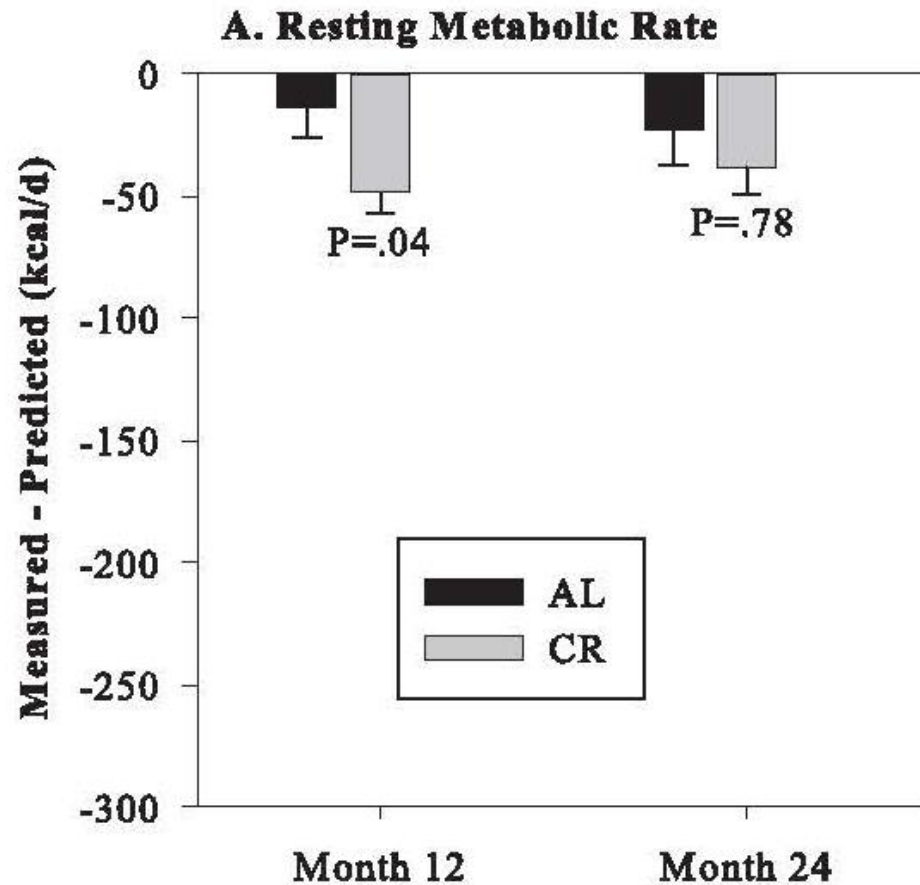 A. Resting Metabolic Rate
Measured - Predicted (kcal/d)
0
-50
-100
-150
-200
-250
-300
P=.04
P=.78
AL
CR
Month 12
Month 24